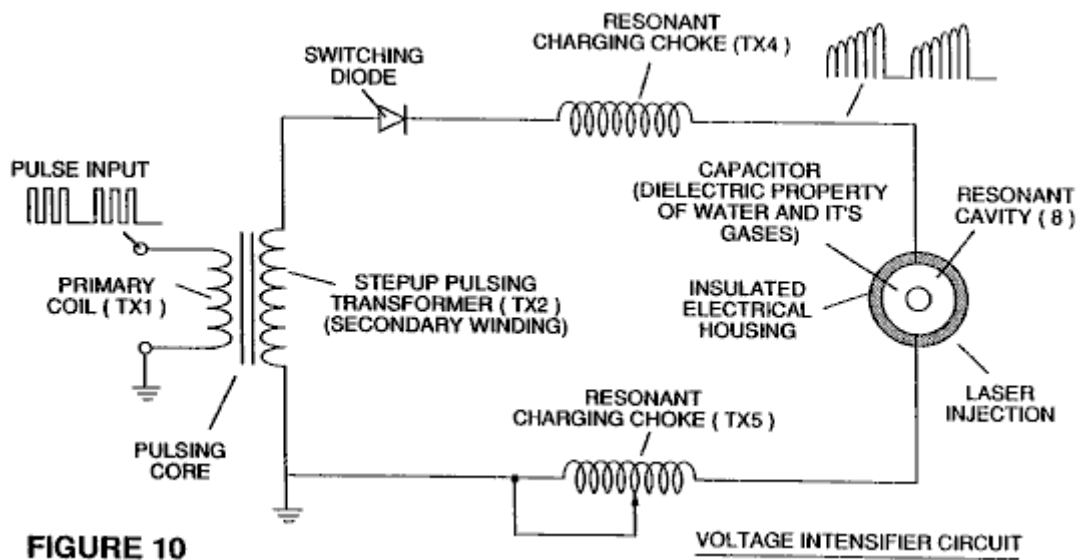 RESONANT
CHARGING CHOKE (TX4)
SWITCHING
DIODE
PULSE INPUT
CAPACITOR
(DIELECTRIC PROPERTY
OF WATER AND IT'S
GASES)
RESONANT
CAVITY (8)
PRIMARY
COIL (TX1)
STEPUP PULSING
TRANSFORMER (TX2)
(SECONDARY WINDING)
INSULATED
ELECTRICAL
HOUSING
LASER
INJECTION
RESONANT
CHARGING CHOKE (TX5)
PULSING
CORE
FIGURE 10
VOLTAGE INTENSIFIER CIRCUIT